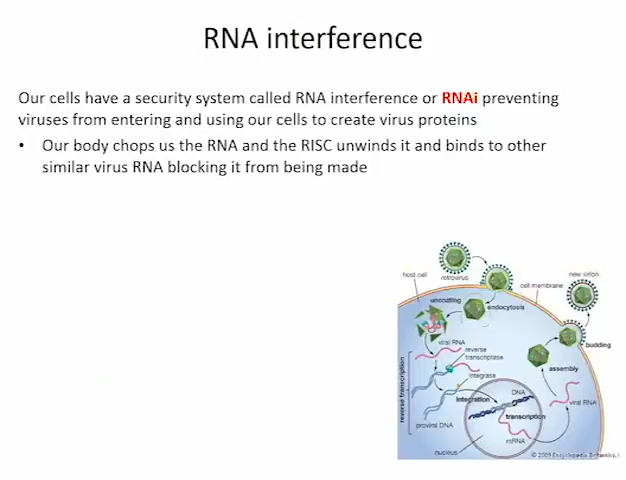 RNA interference
Our cells have a security system called RNA interference or RNAi preventing
viruses from entering and using our cells to create virus proteins
• Our body chops us the RNA and the RISC unwinds it and binds to other
similar virus RNA blocking it from being made
host cell
retrovirus
new virion
cell membrane
uncoating
endocytosis
viral RNA
reverse
transcriptase
budding
integrase
assembly
reverse transcription
DNA
integration
viral RNA
transcription
proviral DNA
mRNA
nucleus
© 2009 Encyclopædia Britannica, I